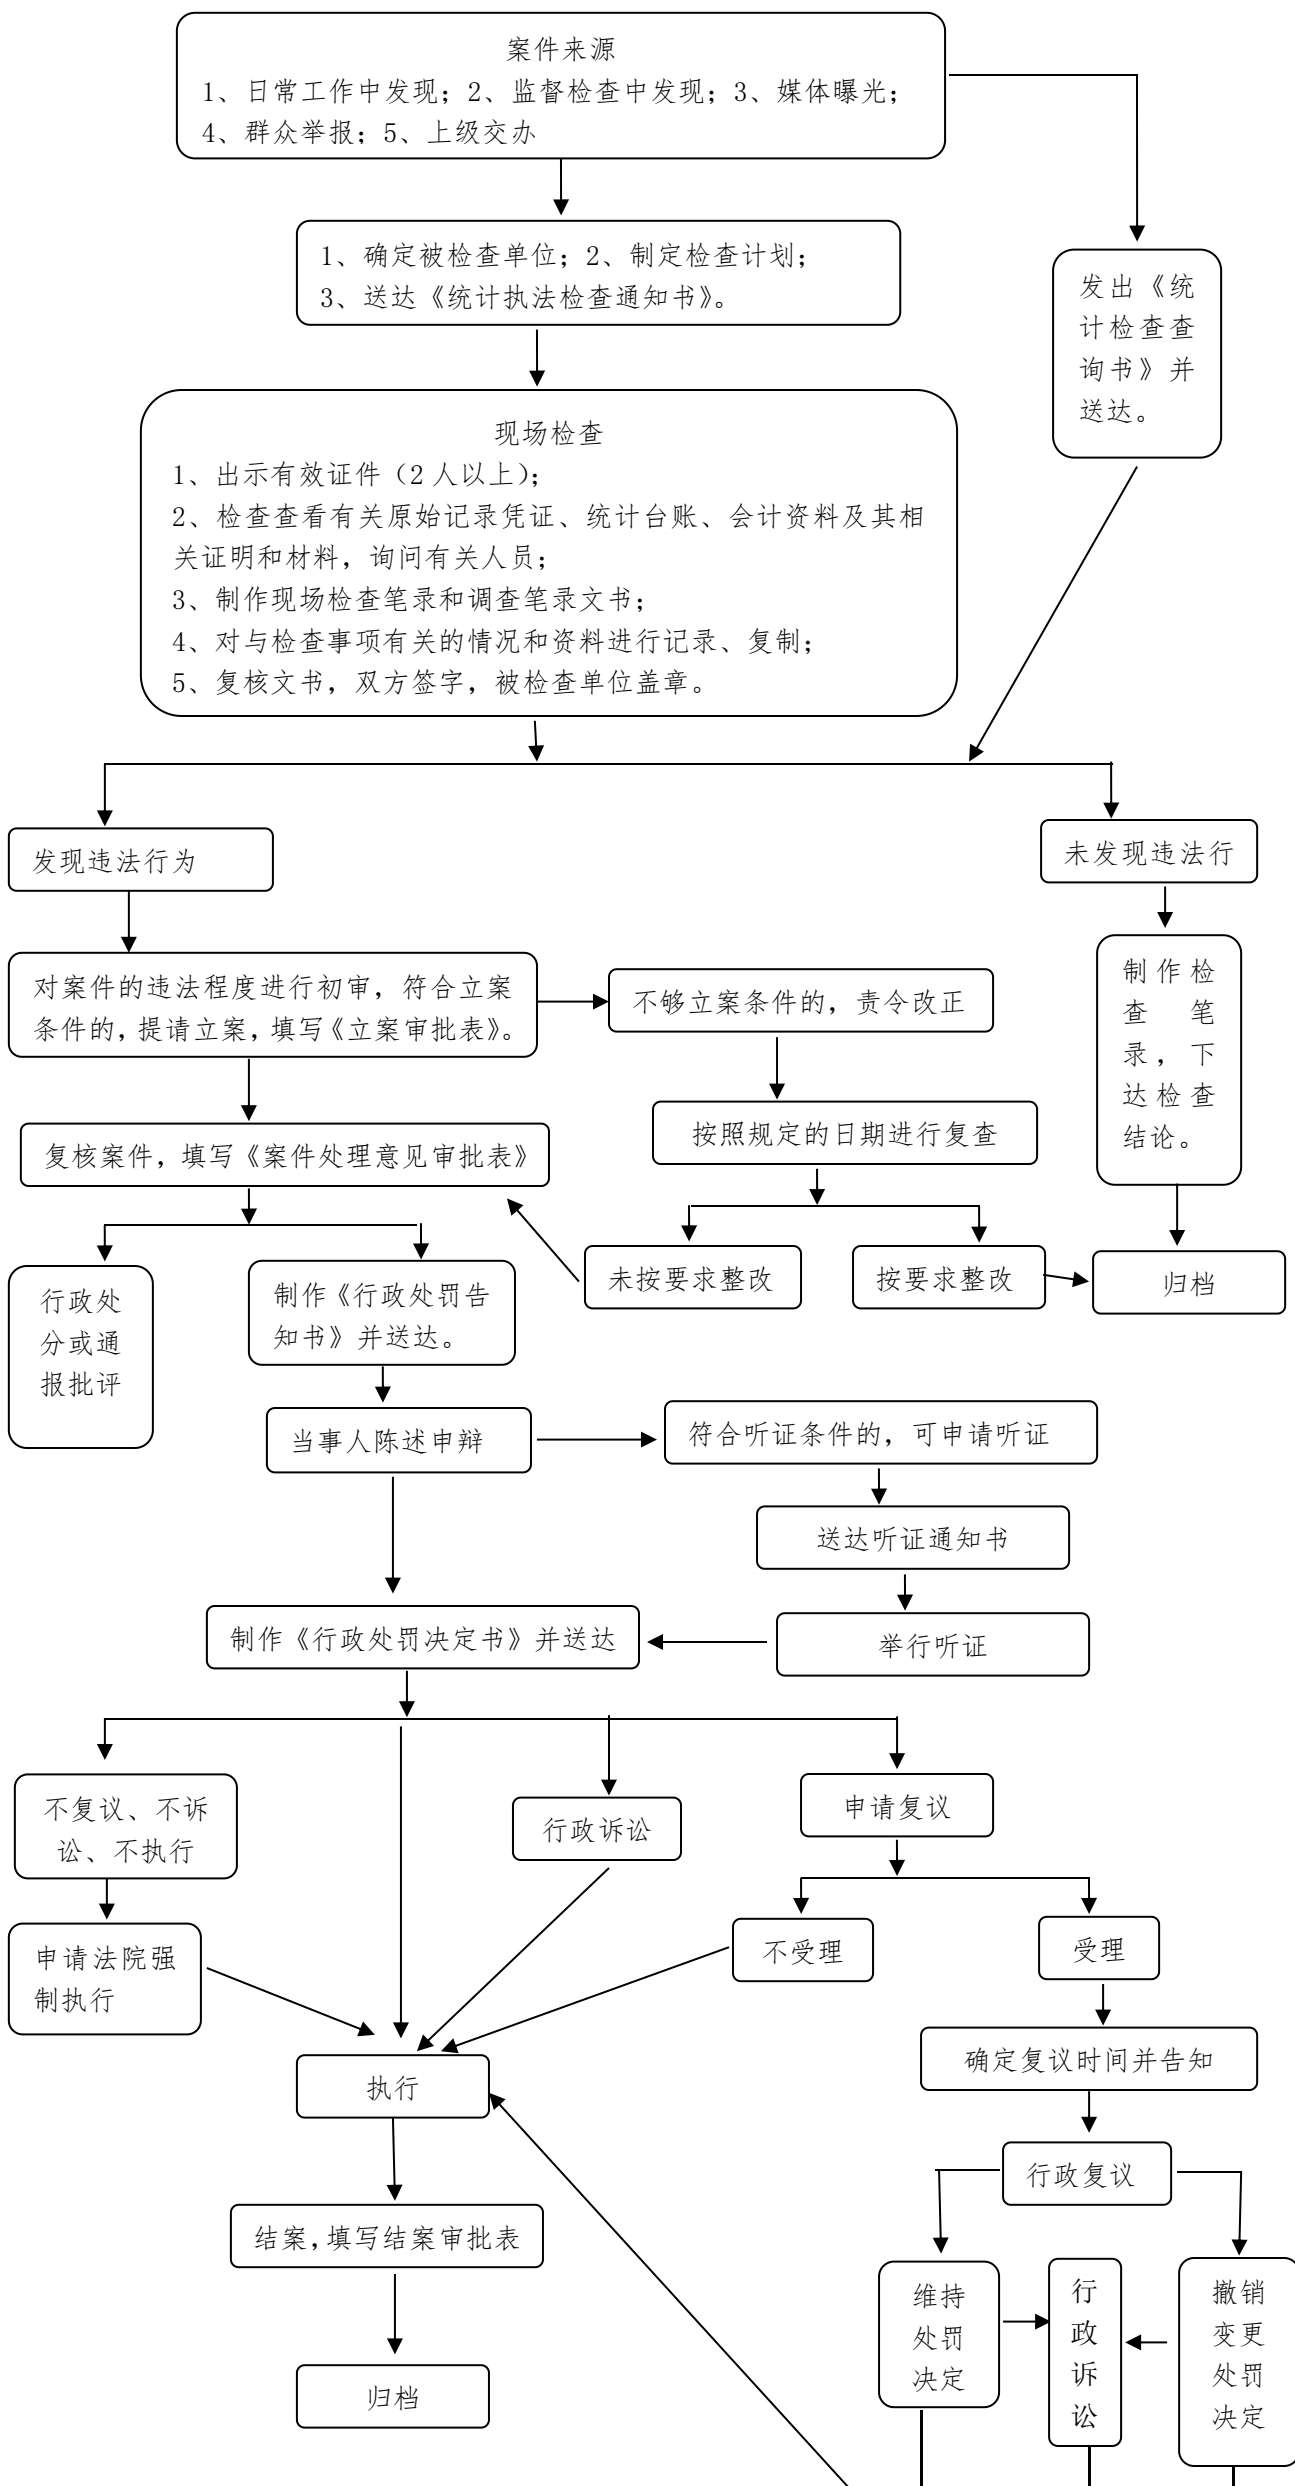 案件来源
1、日常工作中发现；2、监督检查中发现；3、媒体曝光；
4、群众举报；5、上级交办
1、确定被检查单位；2、制定检查计划；
3、送达《统计执法检查通知书》。
发出《统
计检查查
询书》并
送达。
现场检查
1、出示有效证件（2人以上）；
2、检查查看有关原始记录凭证、统计台账、会计资料及其相
关证明和材料，询问有关人员；
3、制作现场检查笔录和调查笔录文书；
4、对与检查事项有关的情况和资料进行记录、复制；
5、复核文书，双方签字，被检查单位盖章。
发现违法行为
未发现违法行
对案件的违法程度进行初审，符合立案
条件的，提请立案，填写《立案审批表》。
不够立案条件的，责令改正
制作检
查笔
录，下
达检查
结论。
复核案件，填写《案件处理意见审批表》
按照规定的日期进行复查
未按要求整改
按要求整改
归档
行政处
分或通
报批评
制作《行政处罚告
知书》并送达。
当事人陈述申辩
符合听证条件的，可申请听证
送达听证通知书
制作《行政处罚决定书》并送达
举行听证
不复议、不诉
讼、不执行
行政诉讼
申请复议
申请法院强
制执行
不受理
受理
执行
确定复议时间并告知
行政复议
结案，填写结案审批表
维持
处罚
决定
行
政
诉
讼
撤销
变更
处罚
决定
归档